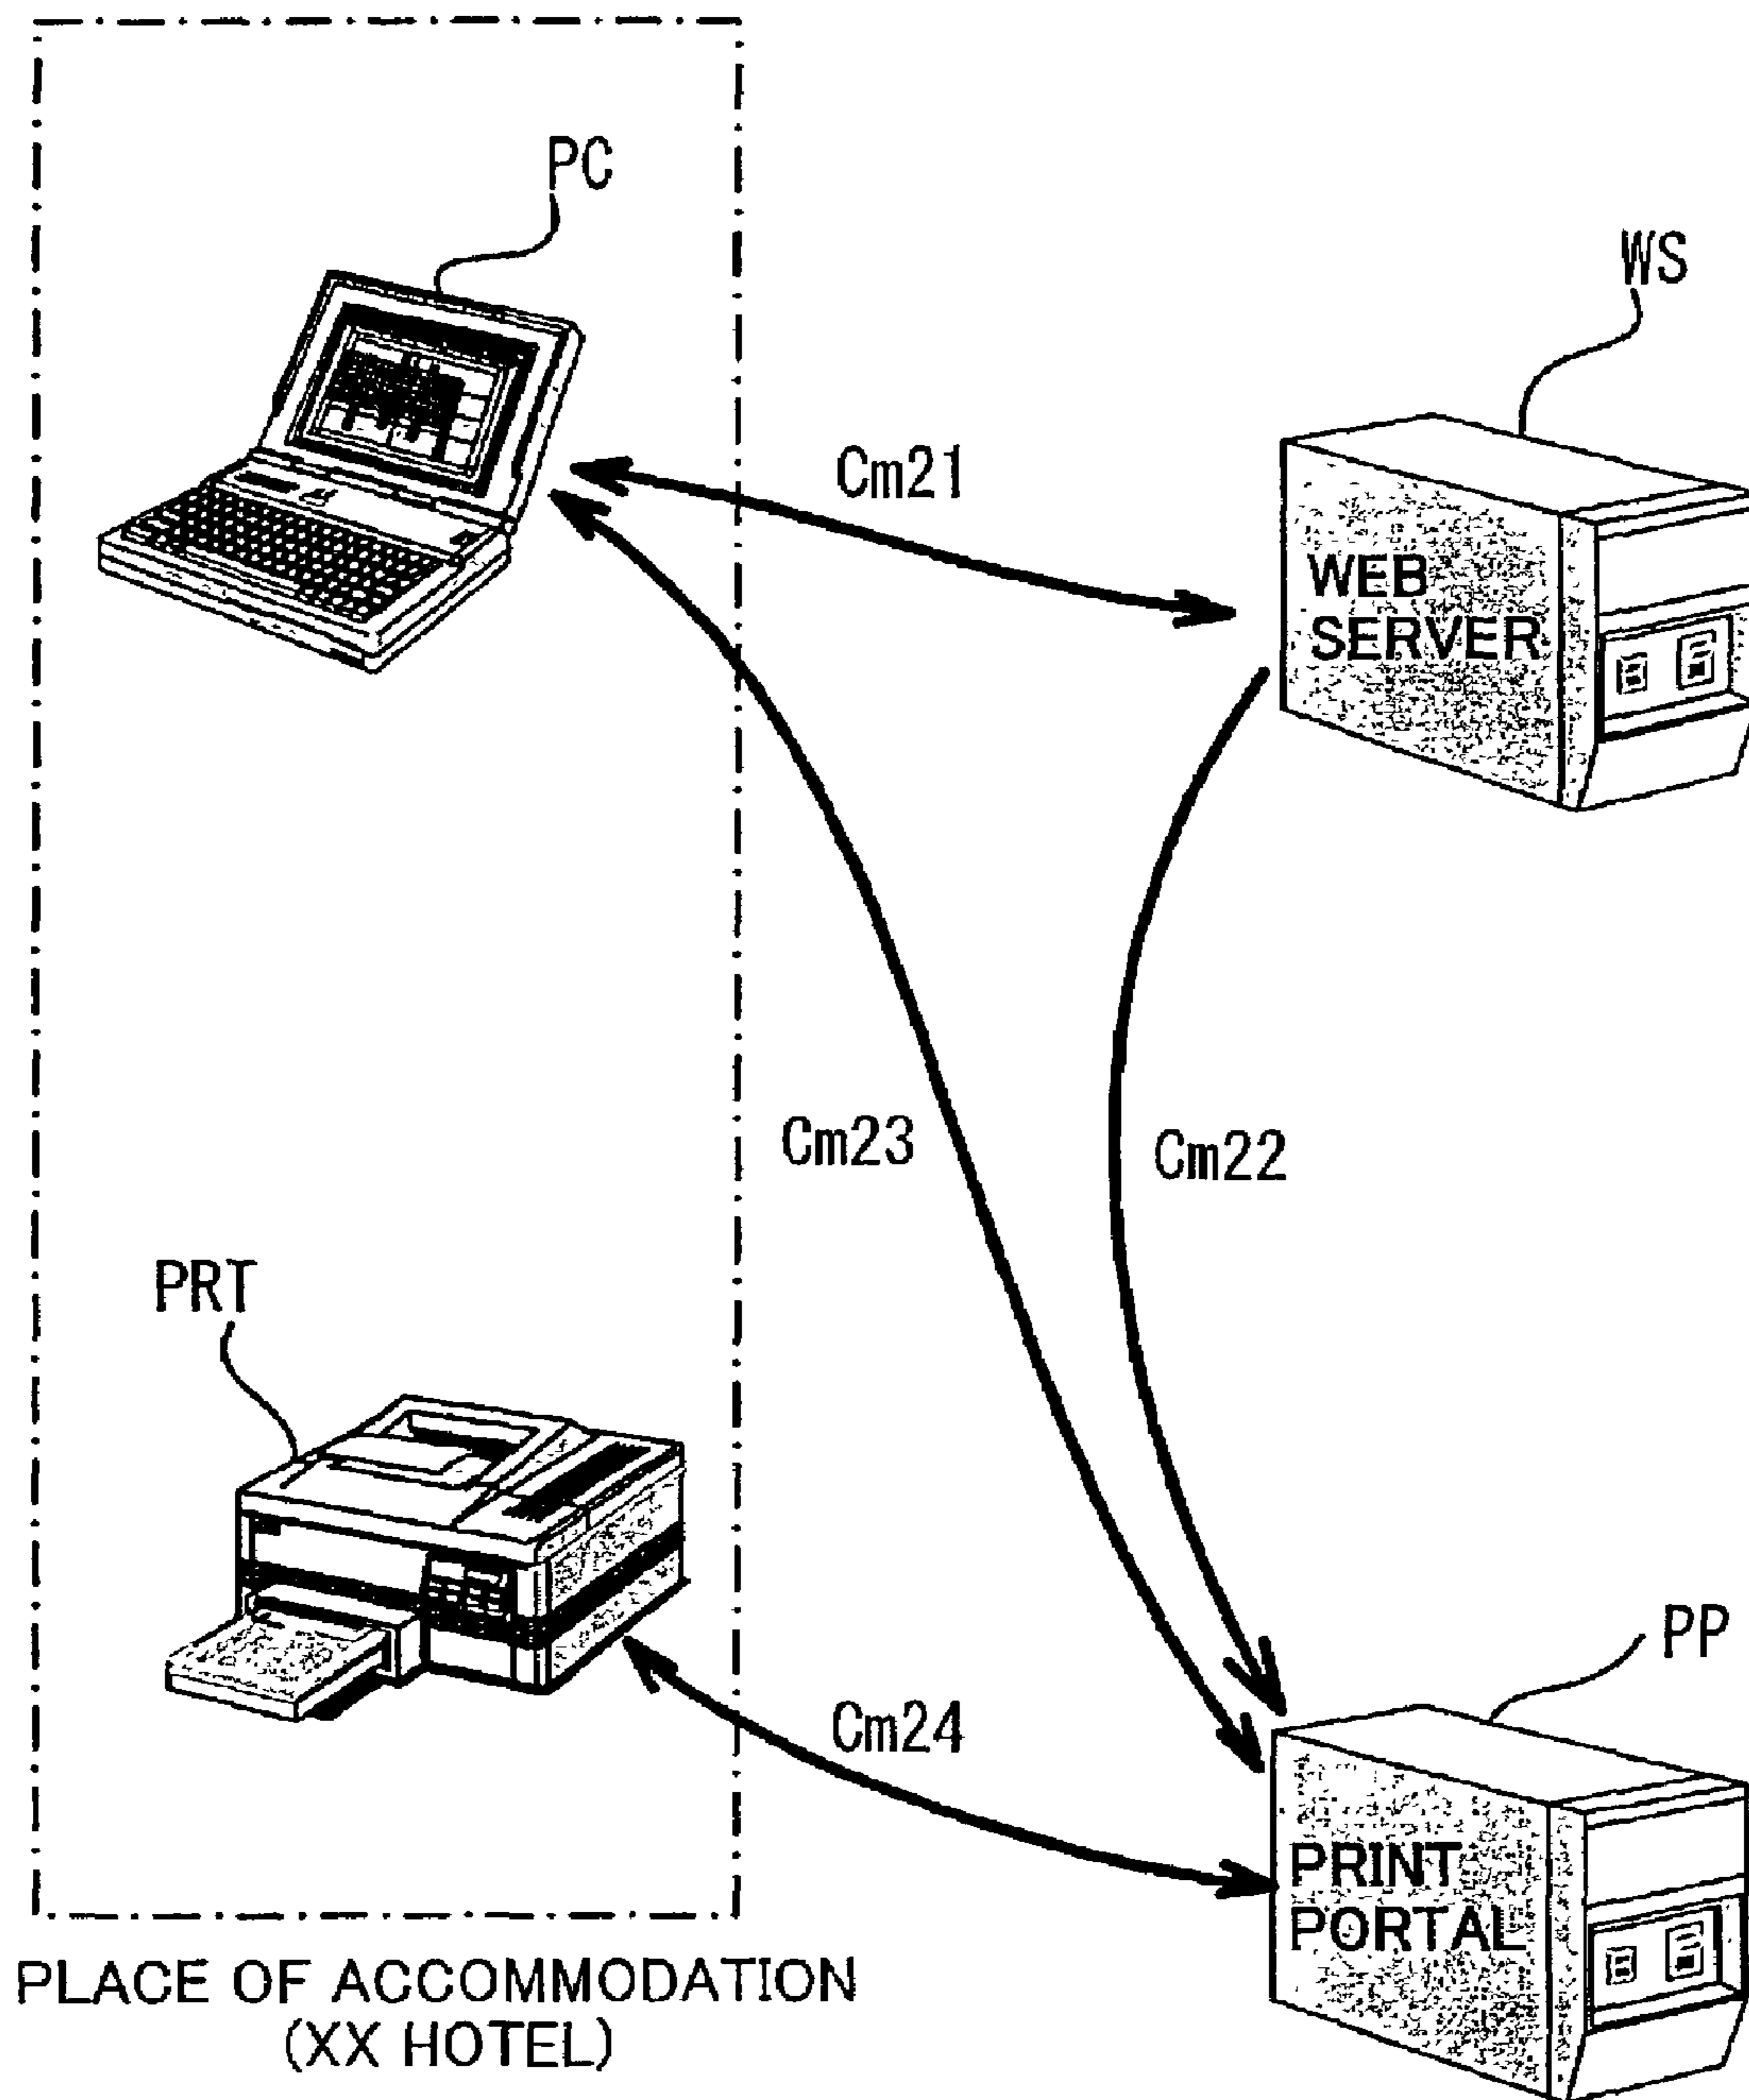 PC
WS
Cm21
WEB
SERVER
Cm23
Cm22
PRT
PP
Cm24
PRINT
PORTAL
PLACE OF ACCOMMODATION
(XX HOTEL)